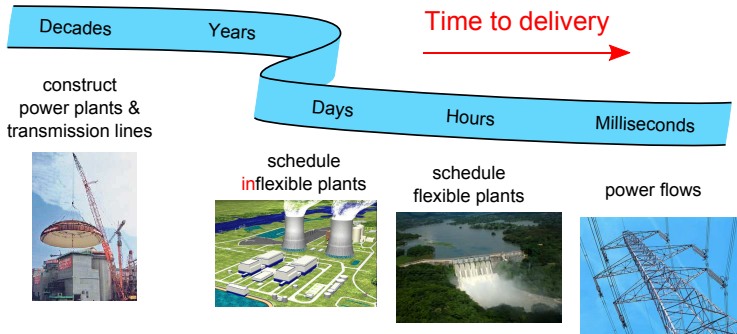 Time to delivery
Decades
Years
Days
Hours
Milliseconds
construct
power plants &
transmission lines
schedule
inflexible plants
schedule
flexible plants
power flows